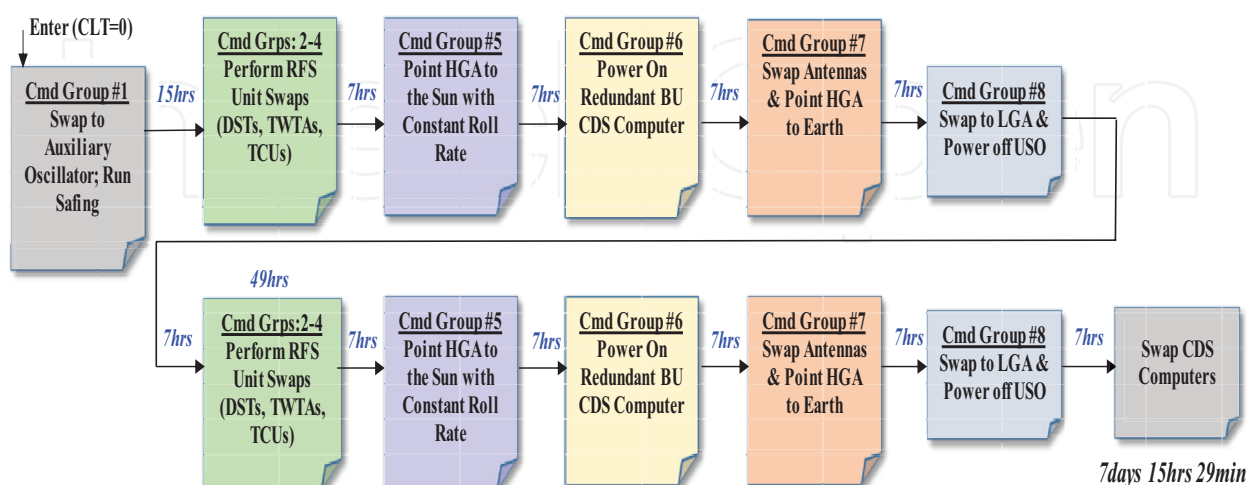 Enter (CLT=0)
Cmd Group #1
Swap to
Auxiliary
Oscillator; Run
Safing
15hrs
Cmd Grps: 2-4
Perform RFS
Unit Swaps
(DSTs, TWTAs,
TCUs)
7hrs
Cmd Group #5
Point HGA to
the Sun with
Constant Roll
Rate
7hrs
Cmd Group #6
Power On
Redundant BU
CDS Computer
7hrs
Cmd Group #7
Swap Antennas
& Point HGA
to Earth
7hrs
Cmd Group #8
Swap to LGA &
Power off USO
7hrs
49hrs
Cmd Grps:2-4
Perform RFS
Unit Swaps
(DSTs, TWTAs,
TCUs)
7hrs
Cmd Group #5
Point HGA to
the Sun with
Constant Roll
Rate
7hrs
Cmd Group #6
Power On
Redundant BU
CDS Computer
7hrs
Cmd Group #7
Swap Antennas
& Point HGA
to Earth
7hrs
Cmd Group #8
Swap to LGA &
Power off USO
7hrs
Swap CDS
Computers
7days 15hrs 29min